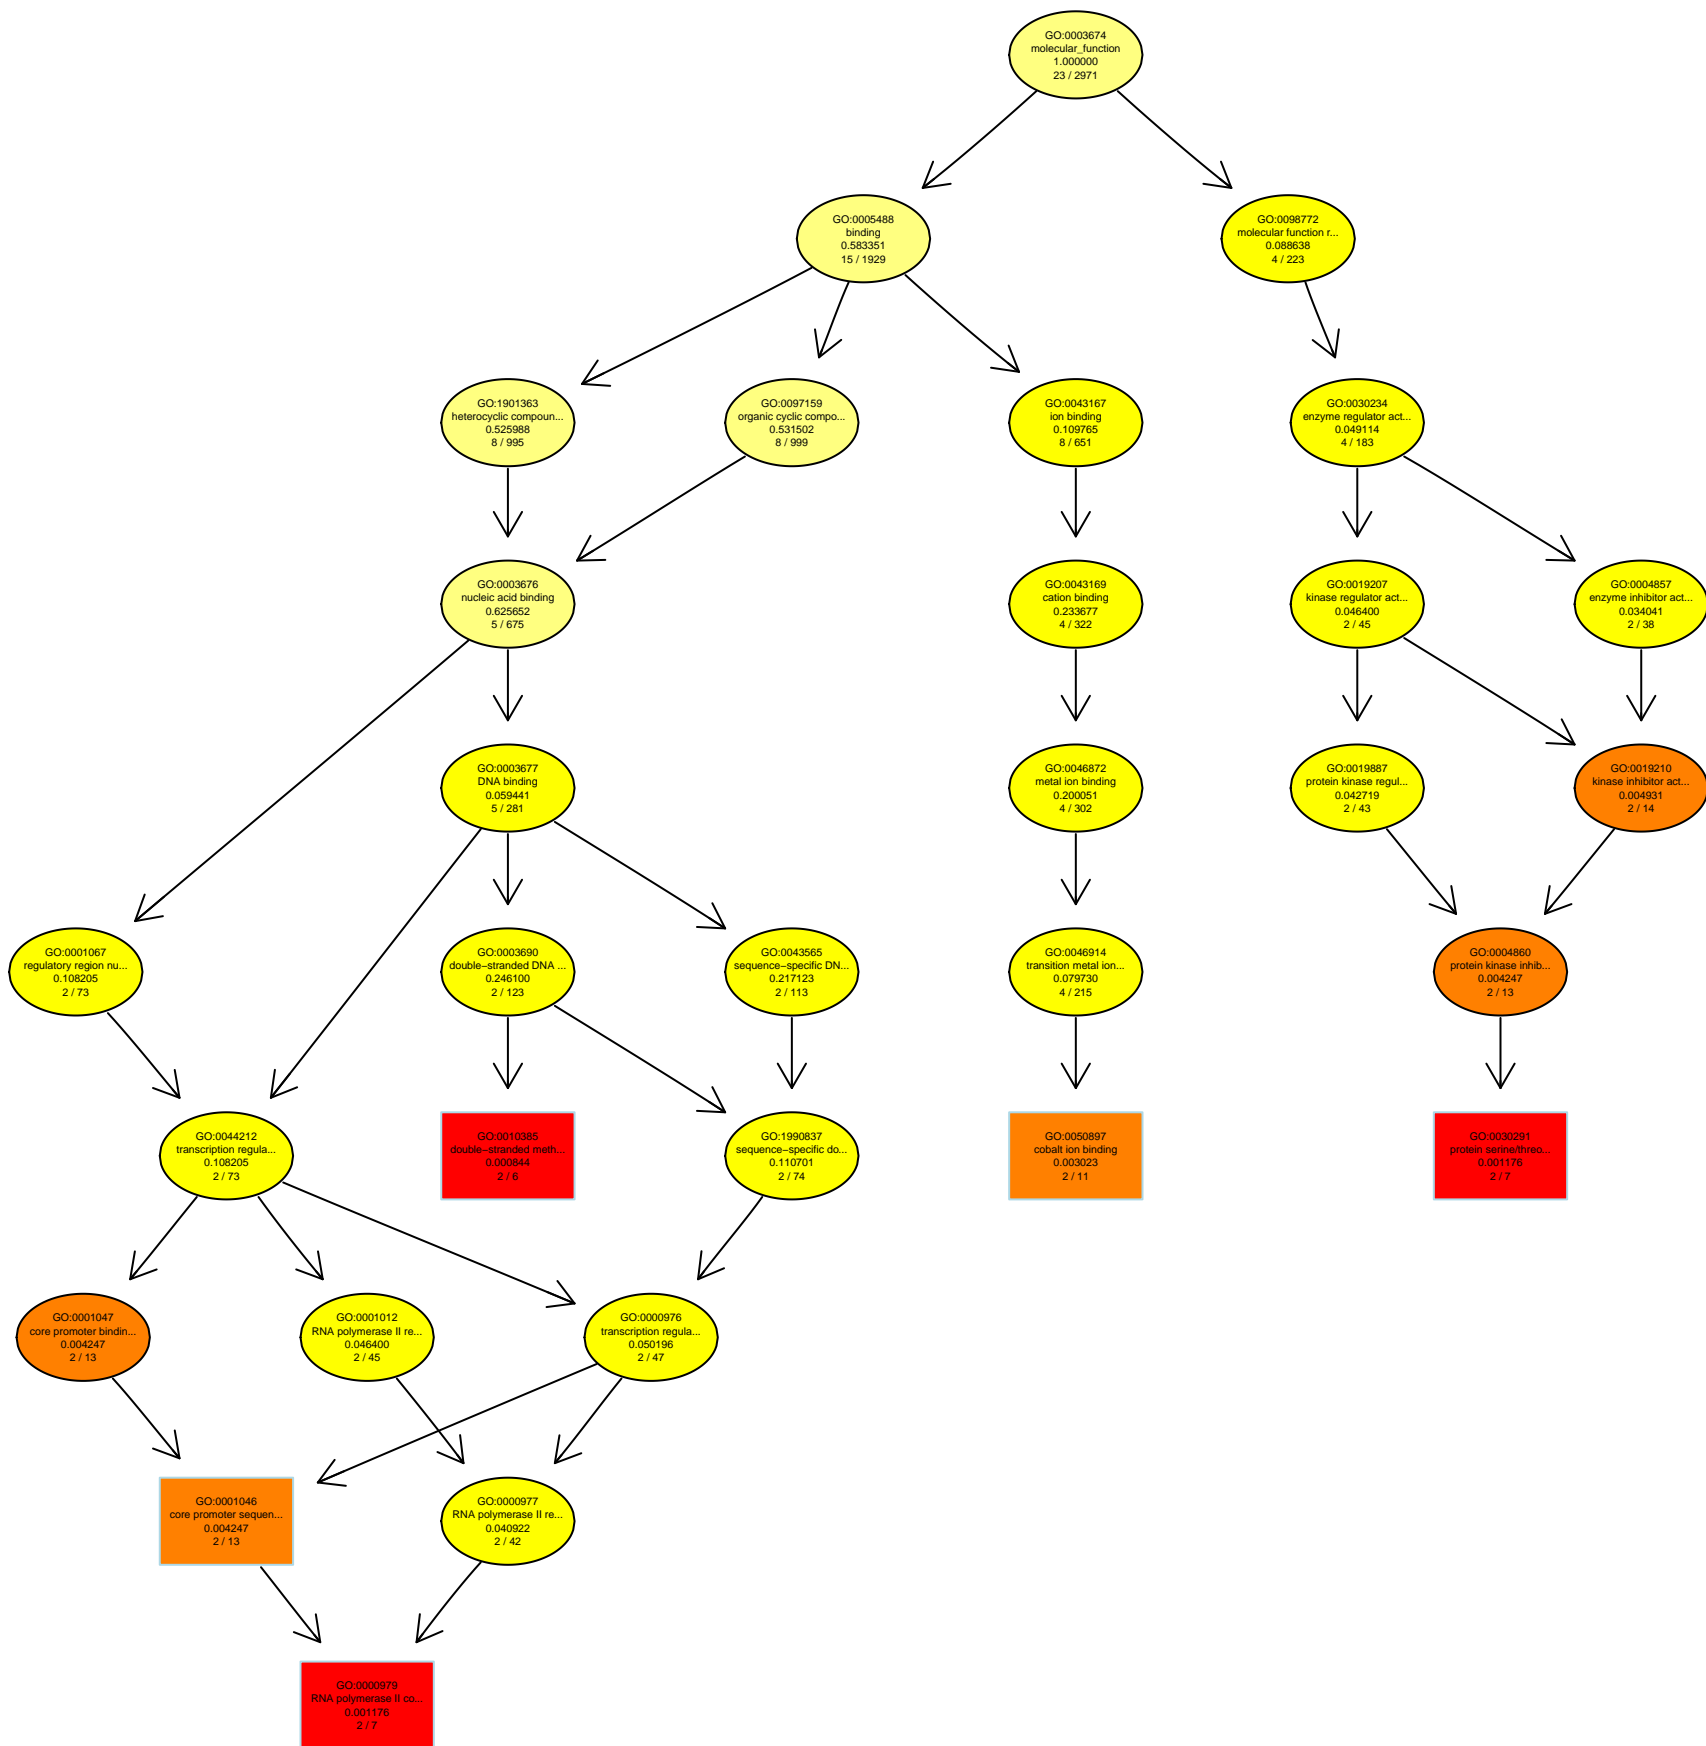 GO:0003674
molecular_function
1.000000
23 / 2971
GO:0005488
binding
0.583351
15 / 1929
GO:0098772
molecular function r...
0.088638
4 / 223
GO:1901363
heterocyclic compoun...
0.525988
8 / 995
GO:0097159
organic cyclic compo...
0.531502
8 / 999
GO:0043167
ion binding
0.109765
8 / 651
GO:0030234
enzyme regulator act...
0.049114
4 / 183
GO:0003676
nucleic acid binding
0.625652
5 / 675
GO:0043169
cation binding
0.233677
4 / 322
GO:0019207
kinase regulator act...
0.046400
2 / 45
GO:0004857
enzyme inhibitor act...
0.034041
2 / 38
GO:0003677
DNA binding
0.059441
5 / 281
GO:0046872
metal ion binding
0.200051
4 / 302
GO:0019887
protein kinase regul...
0.042719
2 / 43
GO:0019210
kinase inhibitor act...
0.004931
2 / 14
GO:0001067
regulatory region nu...
0.108205
2 / 73
GO:0003690
double−stranded DNA ...
0.246100
2 / 123
GO:0043565
sequence−specific DN...
0.217123
2 / 113
GO:0046914
transition metal ion...
0.079730
4 / 215
GO:0004860
protein kinase inhib...
0.004247
2 / 13
GO:0044212
transcription regula...
0.108205
2 / 73
GO:0010385
double−stranded meth...
0.000844
2 / 6
GO:1990837
sequence−specific do...
0.110701
2 / 74
GO:0050897
cobalt ion binding
0.003023
2 / 11
GO:0030291
protein serine/threo...
0.001176
2 / 7
GO:0001047
core promoter bindin...
0.004247
2 / 13
GO:0001012
RNA polymerase II re...
0.046400
2 / 45
GO:0000976
transcription regula...
0.050196
2 / 47
GO:0001046
core promoter sequen...
0.004247
2 / 13
GO:0000977
RNA polymerase II re...
0.040922
2 / 42
GO:0000979
RNA polymerase II co...
0.001176
2 / 7